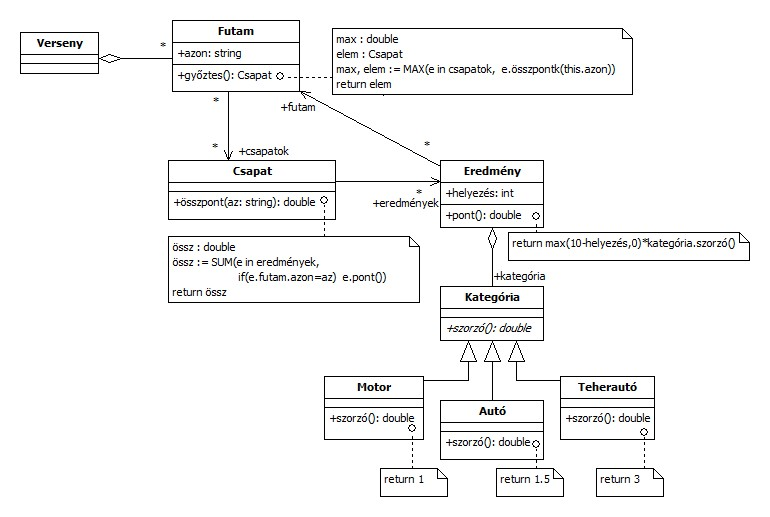 Verseny
*
Futam
+azon: string
+győztes(): Csapat
max : double
elem : Csapat
max, elem := MAX(e in csapatok, e.összpontk(this.azon))
return elem
*
+futam
*
*
+csapatok
Csapat
+összpont(az: string): double
*
+eredmények
Eredmény
+helyezés: int
+pont(): double
össz : double
össz := SUM(e in eredmények,
if(e.futam.azon=az) e.pont())
return össz
return max(10-helyezés,0)*kategória.szorzó()
+kategória
Kategória
+szorzó(): double
Motor
+szorzó(): double
Autó
+szorzó(): double
Teherautó
+szorzó(): double
return 1
return 1.5
return 3